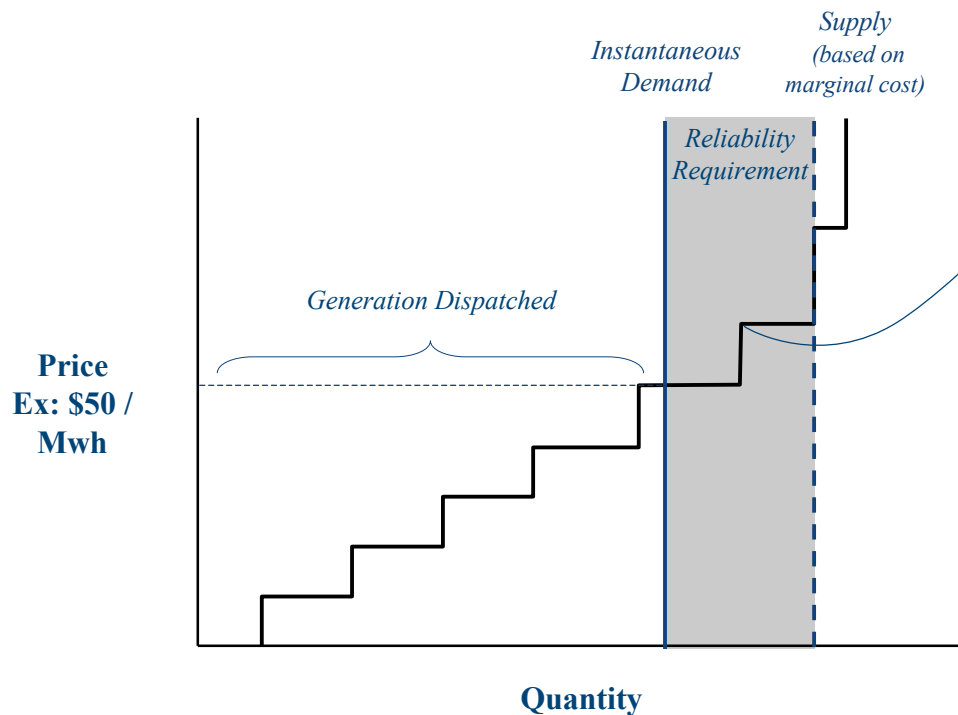 Supply
(based on
marginal cost)
Instantaneous
Demand
Reliability
Requirement
Generation Dispatched
Price
Ex: $50 /
Mwh
Quantity